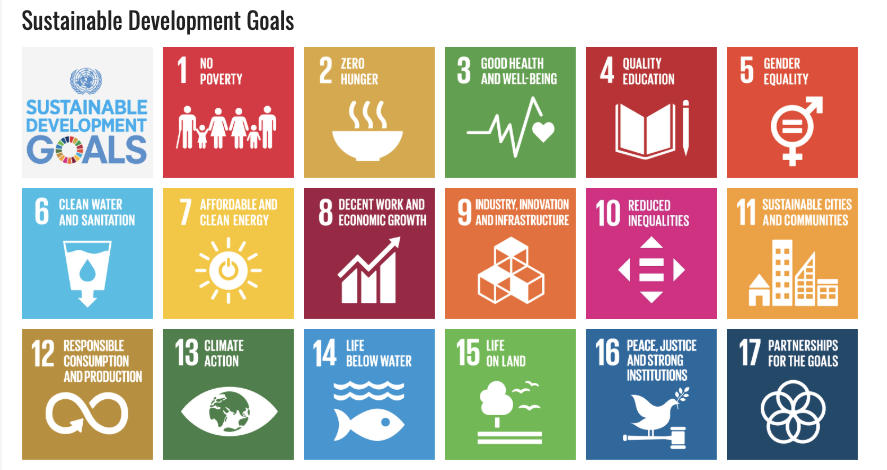 Sustainable Development Goals
SUSTAINABLE
DEVELOPMENT
GOALS
1 NO
POVERTY
2 ZERO
HUNGER
3 GOOD HEALTH
AND WELL-BEING
4 QUALITY
EDUCATION
5 GENDER
EQUALITY
6 CLEAN WATER
AND SANITATION
7 AFFORDABLE AND
CLEAN ENERGY
8 DECENT WORK AND
ECONOMIC GROWTH
9 INDUSTRY, INNOVATION
AND INFRASTRUCTURE
10 REDUCED
INEQUALITIES
11 SUSTAINABLE CITIES
AND COMMUNITIES
12 RESPONSIBLE
CONSUMPTION
AND PRODUCTION
13 CLIMATE
ACTION
14 LIFE
BELOW WATER
15 LIFE
ON LAND
16 PEACE, JUSTICE
AND STRONG
INSTITUTIONS
17 PARTNERSHIPS
FOR THE GOALS